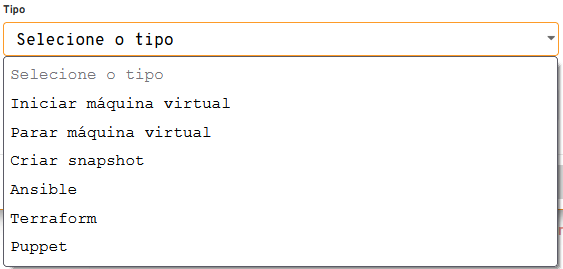 Tipo
Selecione o tipo
Selecione o tipo
Iniciar máquina virtual
Parar máquina virtual
Criar snapshot
Ansible
Terraform
Puppet